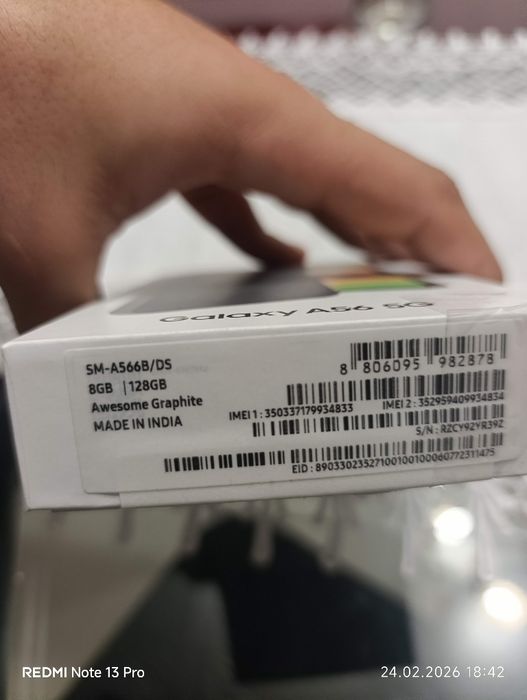 Galaxy A56 5G
SM-A566B/DS
8GB | 128GB
Awesome Graphite
MADE IN INDIA
8 806095 982878
IMEI 1 : 350337179934833
IMEI 2 : 352959409934834
S/N : RZCY92YR39Z
EID : 89033023527100100100060772311475
REDMI Note 13 Pro
24.02.2026 18:42